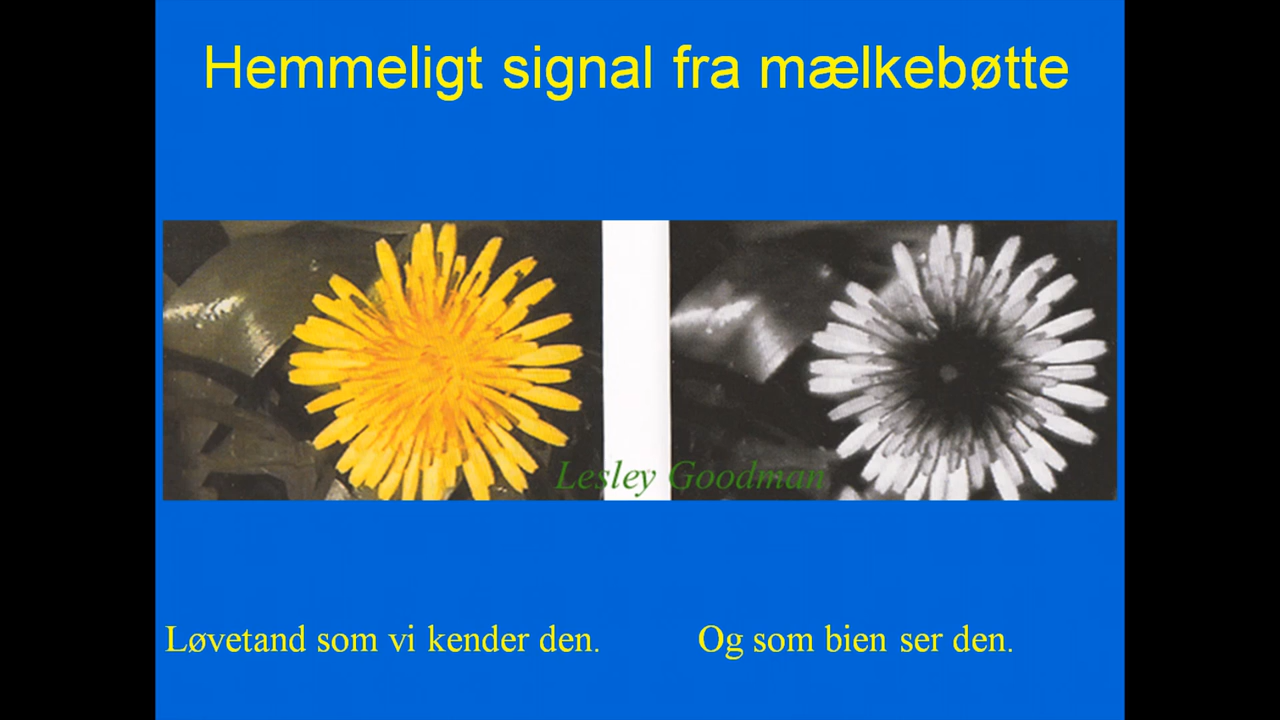 Hemmeligt signal fra mælkebøtte
Lesley Goodman
Løvetand som vi kender den.
Og som bien ser den.